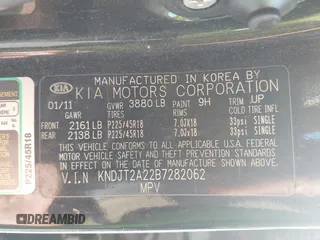 MANUFACTURED IN KOREA BY
KIA KIA MOTORS CORPORATION
01/11 GVWR 3880 LB PAINT 9H TRIM UP
GAWR TIRES RIMS
FRONT 2161 LB P225/45R18 7.0JX18 33psi SINGLE
REAR 2138 LB P225/45R18 7.0JX18 33psi SINGLE
THIS VEHICLE CONFORMS TO ALL APPLICABLE U.S.A FEDERAL
MOTOR VEHICLE SAFETY, BUMPER, AND THEFT PREVENTION
STANDARDS IN EFFECT ON THE DATE OF MANUFACTURE SHOWN ABOVE.
V.I.N KNDJT2A22B7282062
MPV
P225/45R18
DREAMBID.COM